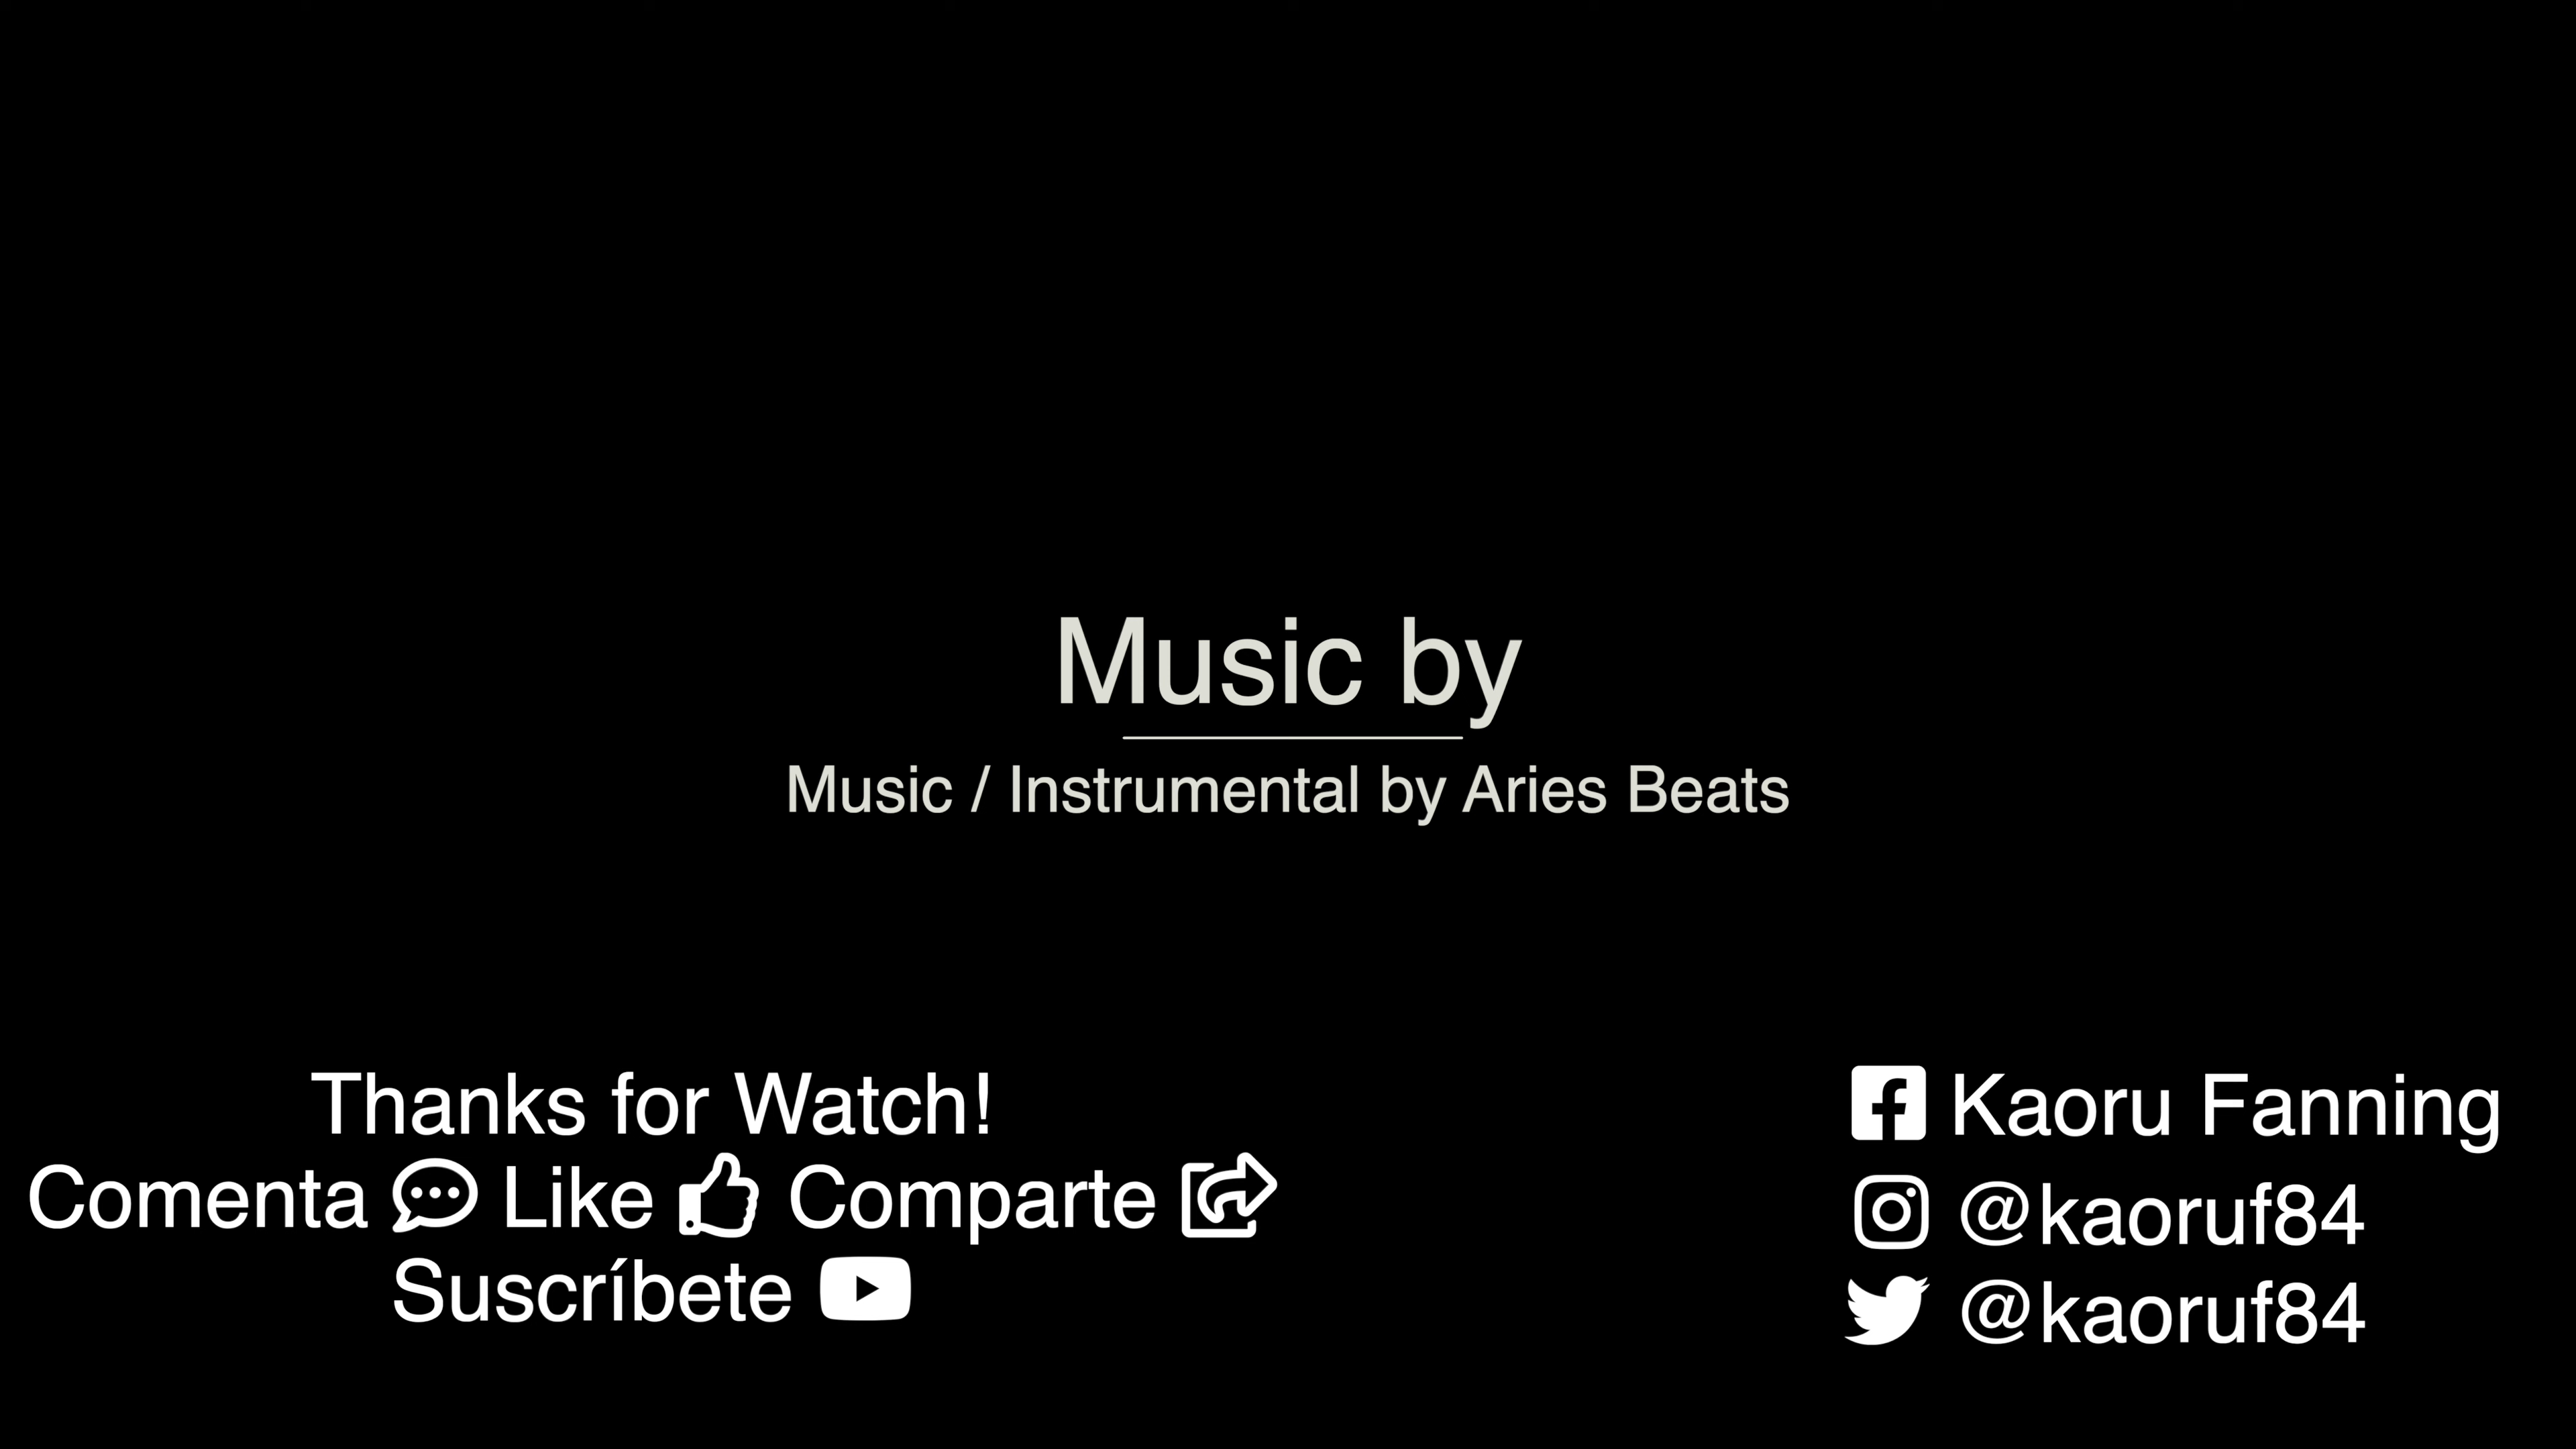 Music by
Music / Instrumental by Aries Beats
Thanks for Watch!
Comenta Like Comparte
Suscríbete
Kaoru Fanning
@kaoruf84
@kaoruf84